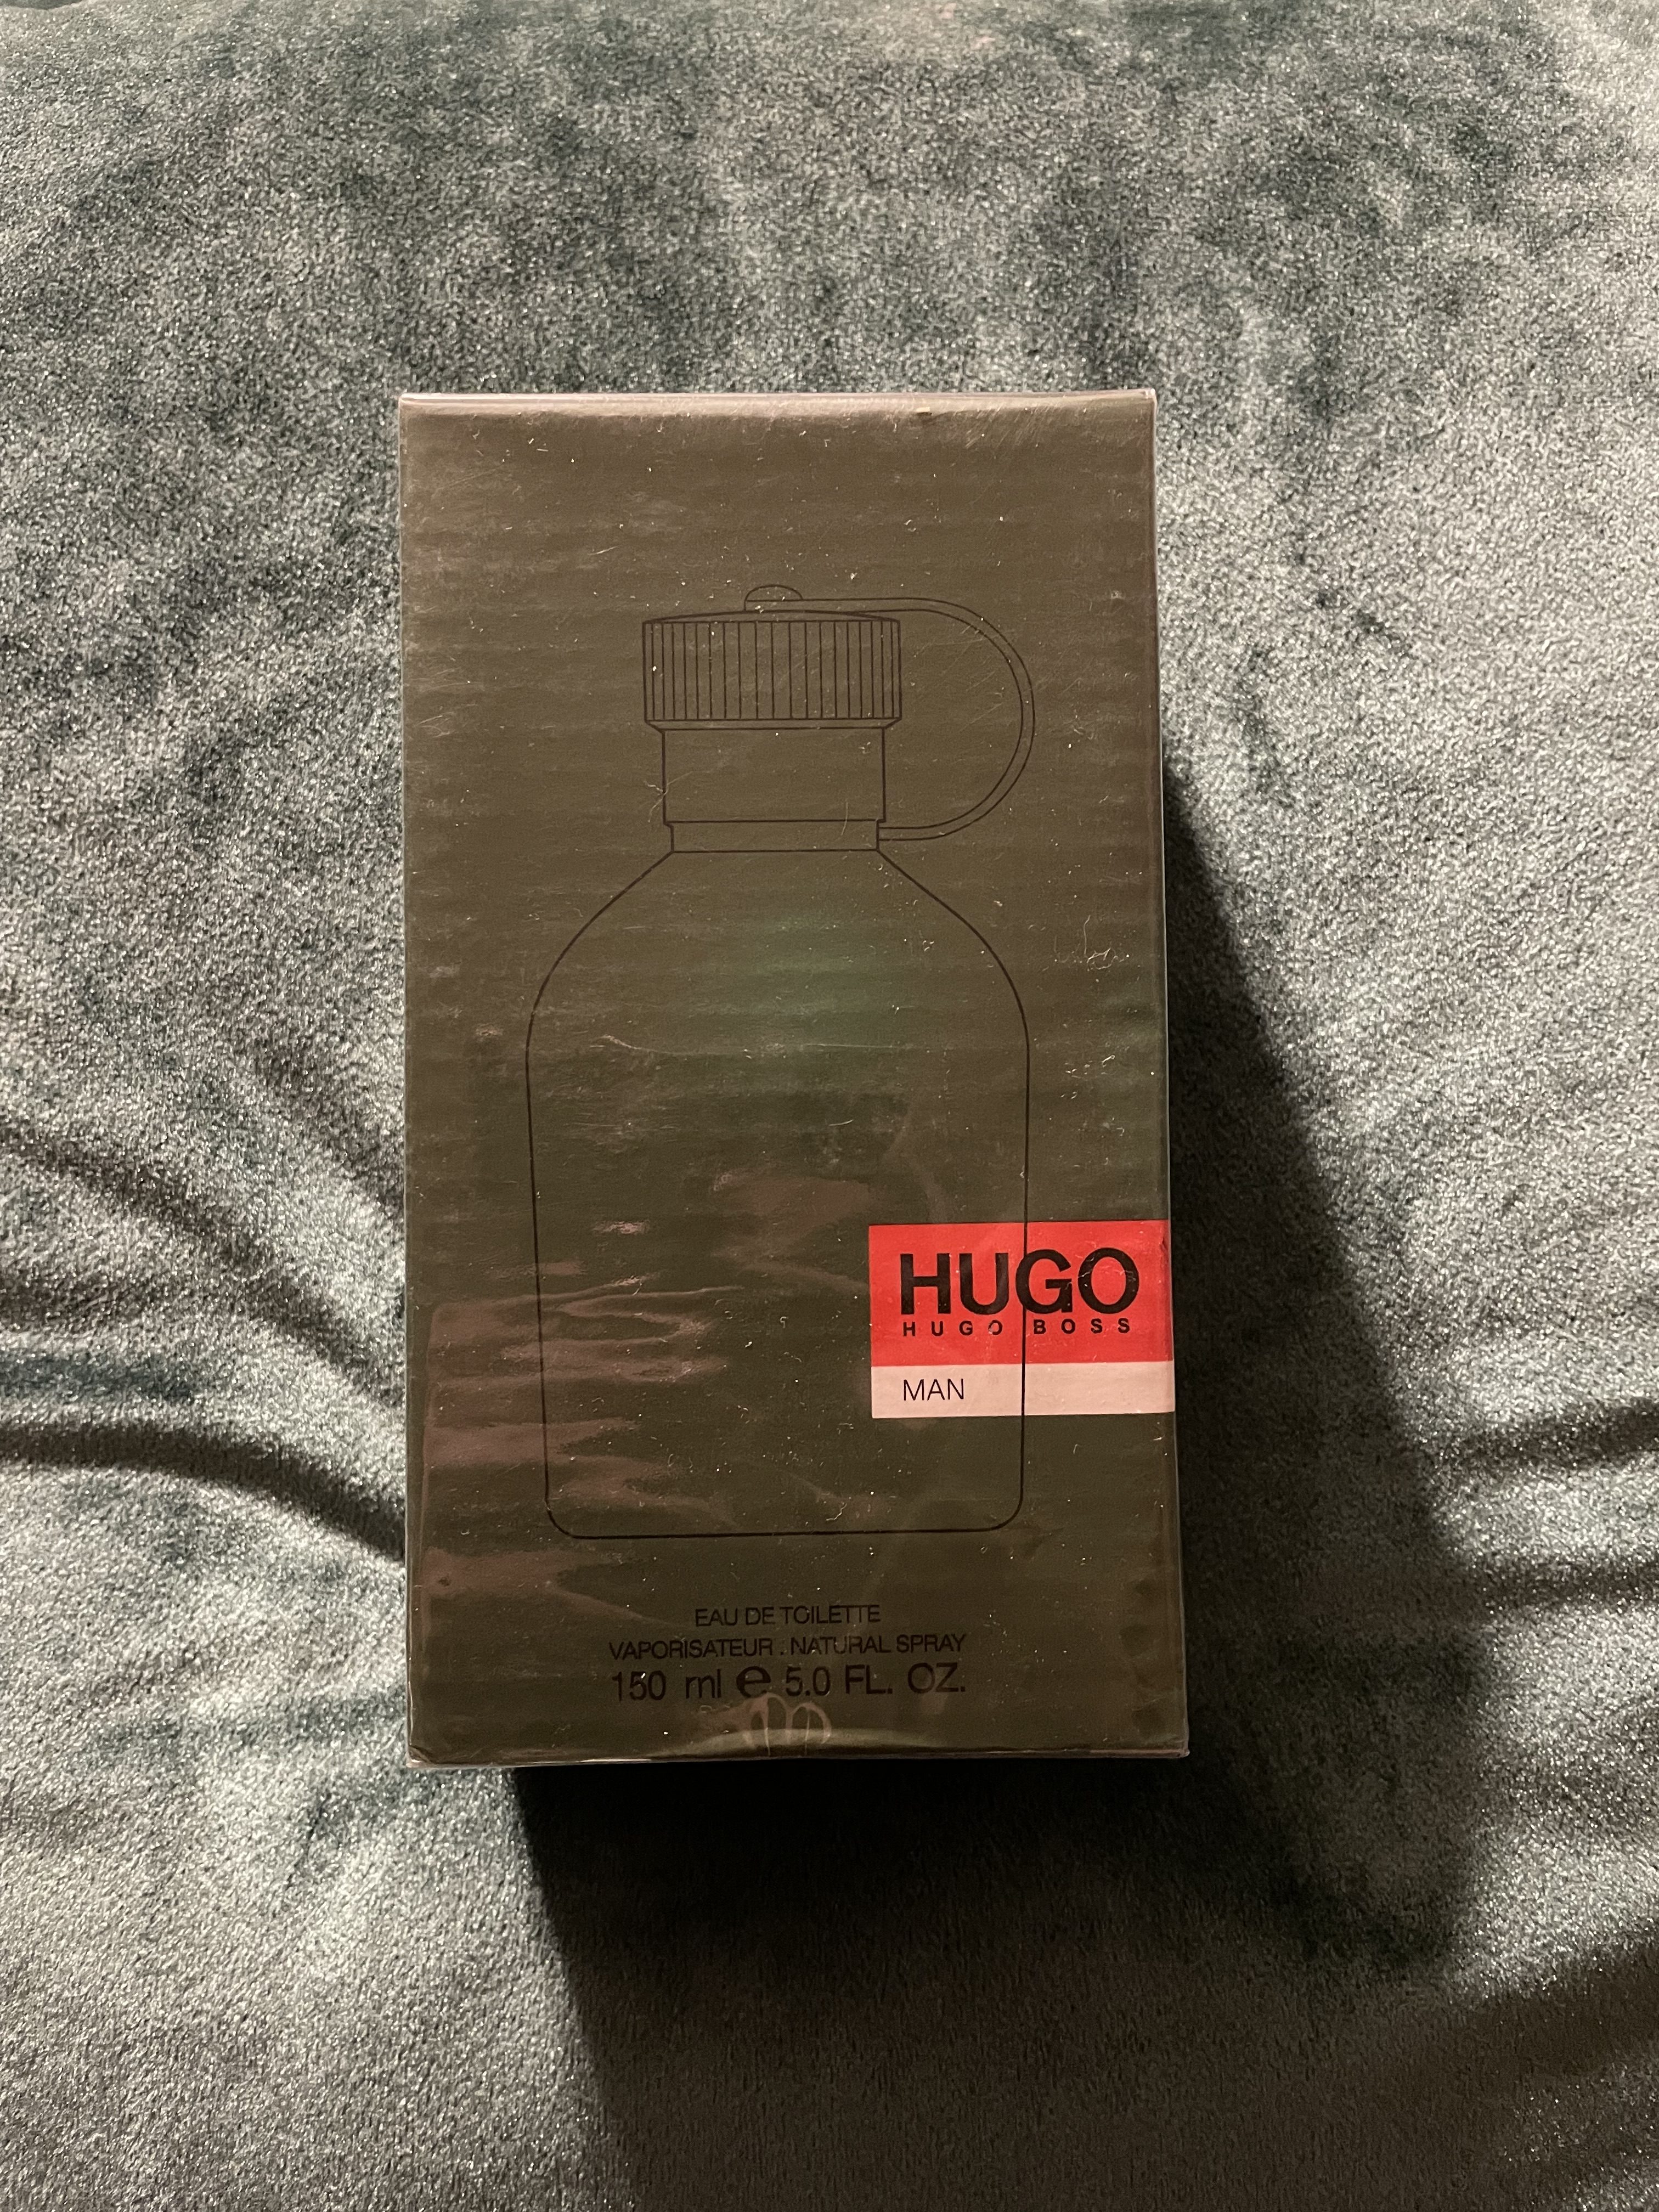 HUGO
HUGO BOSS
MAN
EAU DE TOILETTE
VAPORISATEUR . NATURAL SPRAY
150 ml e 5.0 FL. OZ.